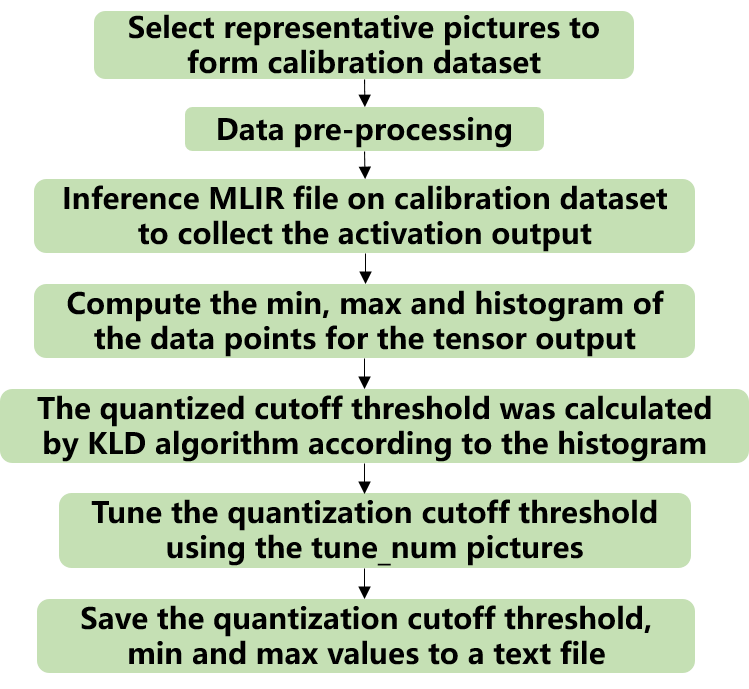 Select representative pictures to
form calibration dataset
Data pre-processing
Inference MLIR file on calibration dataset
to collect the activation output
Compute the min, max and histogram of
the data points for the tensor output
The quantized cutoff threshold was calculated
by KLD algorithm according to the histogram
Tune the quantization cutoff threshold
using the tune_num pictures
Save the quantization cutoff threshold,
min and max values to a text file